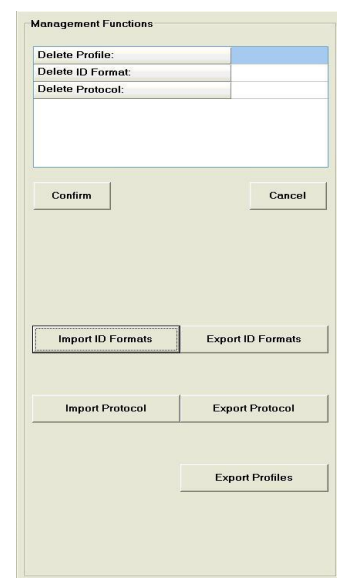 Management Functions
Delete Profile:
Delete ID Format:
Delete Protocol:
Confirm Cancel
Import ID Formats Export ID Formats
Import Protocol Export Protocol
Export Profiles